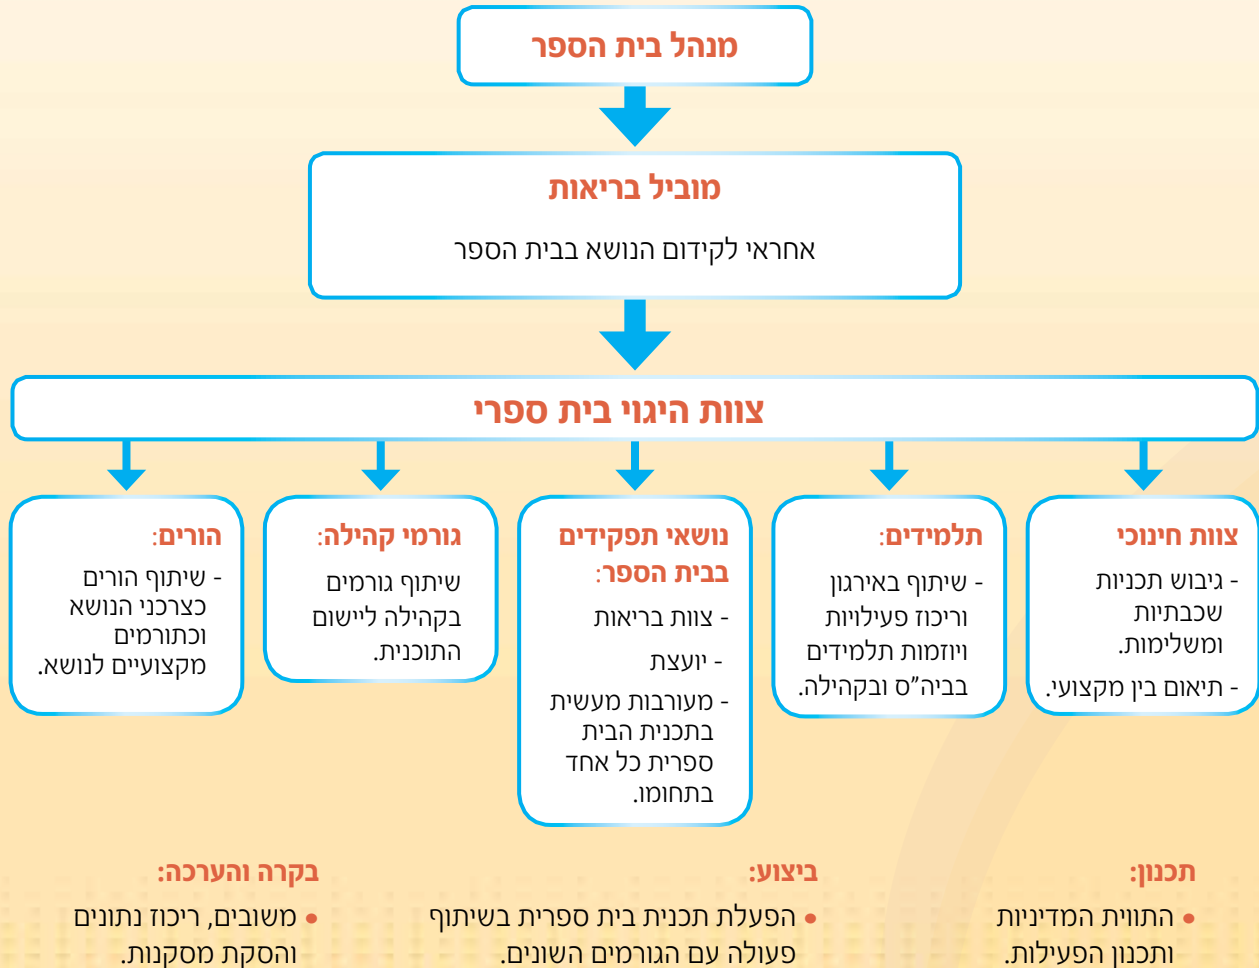 מנהל בית הספר
מוביל בריאות
אחראי לקידום הנושא בבית הספר
צוות היגוי בית ספרי
צוות חינוכי
- גיבוש תכניות
שכבתיות
ומשלימות.
- תיאום בין מקצועי.
תלמידים:
- שיתוף באירגון
וריכוז פעילויות
ויוזמות תלמידים
בביה"ס ובקהילה.
נושאי תפקידים
בבית הספר:
- צוות בריאות
- יועצת
- מעורבות מעשית
בתכנית הבית
ספרית כל אחד
בתחומו.
גורמי קהילה:
שיתוף גורמים
בקהילה ליישום
התוכנית.
הורים:
- שיתוף הורים
כצרכני הנושא
וכתורמים
מקצועיים לנושא.
תכנון:
• התווית המדיניות
ותכנון הפעילות.
ביצוע:
• הפעלת תכנית בית ספרית בשיתוף
פעולה עם הגורמים השונים.
בקרה והערכה:
• משובים, ריכוז נתונים
והסקת מסקנות.